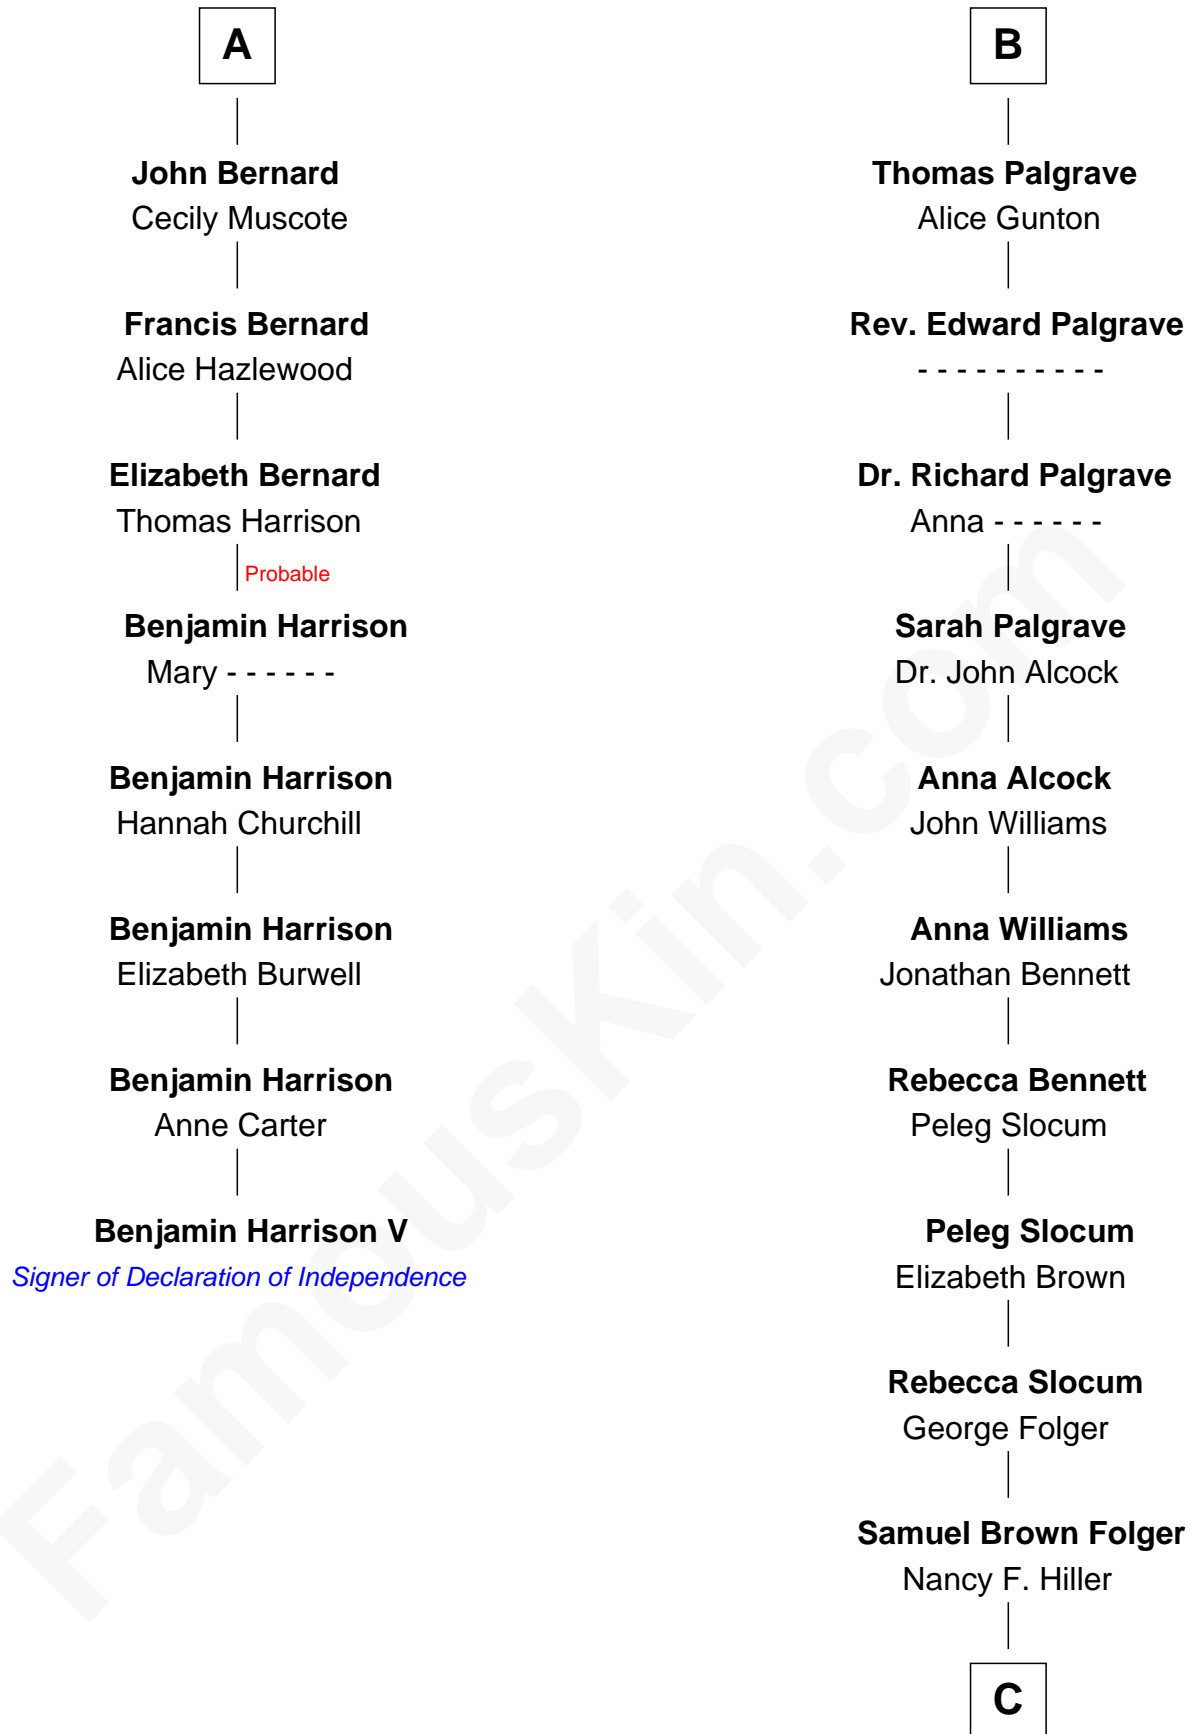 A
John Bernard
Cecily Muscote
Francis Bernard
Alice Hazlewood
Elizabeth Bernard
Thomas Harrison
Probable
Benjamin Harrison
Mary - - - - - -
Benjamin Harrison
Hannah Churchill
Benjamin Harrison
Elizabeth Burwell
Benjamin Harrison
Anne Carter
Benjamin Harrison V
Signer of Declaration of Independence
B
Thomas Palgrave
Alice Gunton
Rev. Edward Palgrave
- - - - - - - - - -
Dr. Richard Palgrave
Anna - - - - - -
Sarah Palgrave
Dr. John Alcock
Anna Alcock
John Williams
Anna Williams
Jonathan Bennett
Rebecca Bennett
Peleg Slocum
Peleg Slocum
Elizabeth Brown
Rebecca Slocum
George Folger
Samuel Brown Folger
Nancy F. Hiller
C
FamousKin.com